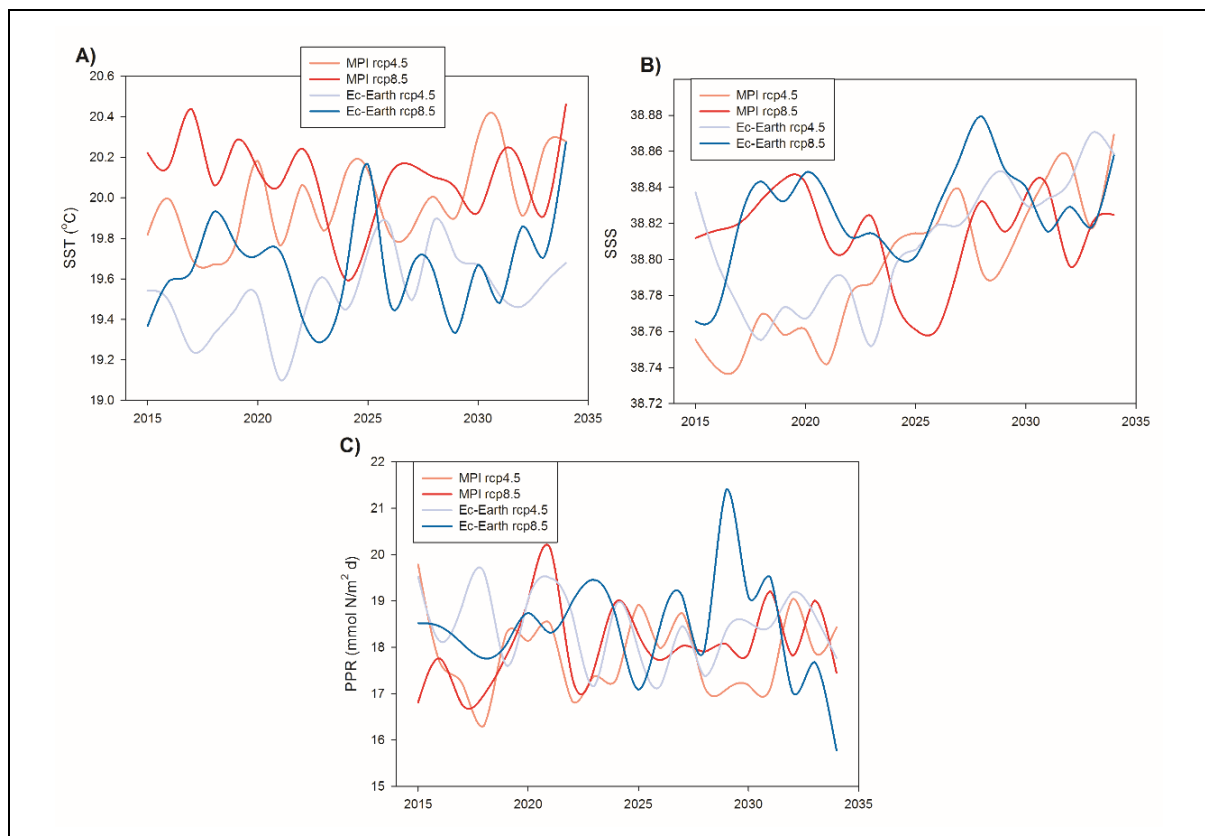 A)
MPI rcp4.5
MPI rcp8.5
Ec-Earth rcp4.5
Ec-Earth rcp8.5
20.6
20.4
20.2
20.0
19.8
19.6
19.4
19.2
19.0
SST (°C)
2015 2020 2025 2030 2035
B)
MPI rcp4.5
MPI rcp8.5
Ec-Earth rcp4.5
Ec-Earth rcp8.5
38.88
38.86
38.84
38.82
38.80
38.78
38.76
38.74
38.72
SSS
2015 2020 2025 2030 2035
C)
MPI rcp4.5
MPI rcp8.5
Ec-Earth rcp4.5
Ec-Earth rcp8.5
22
21
20
19
18
17
16
15
PPR (mmol N/m² d)
2015 2020 2025 2030 2035